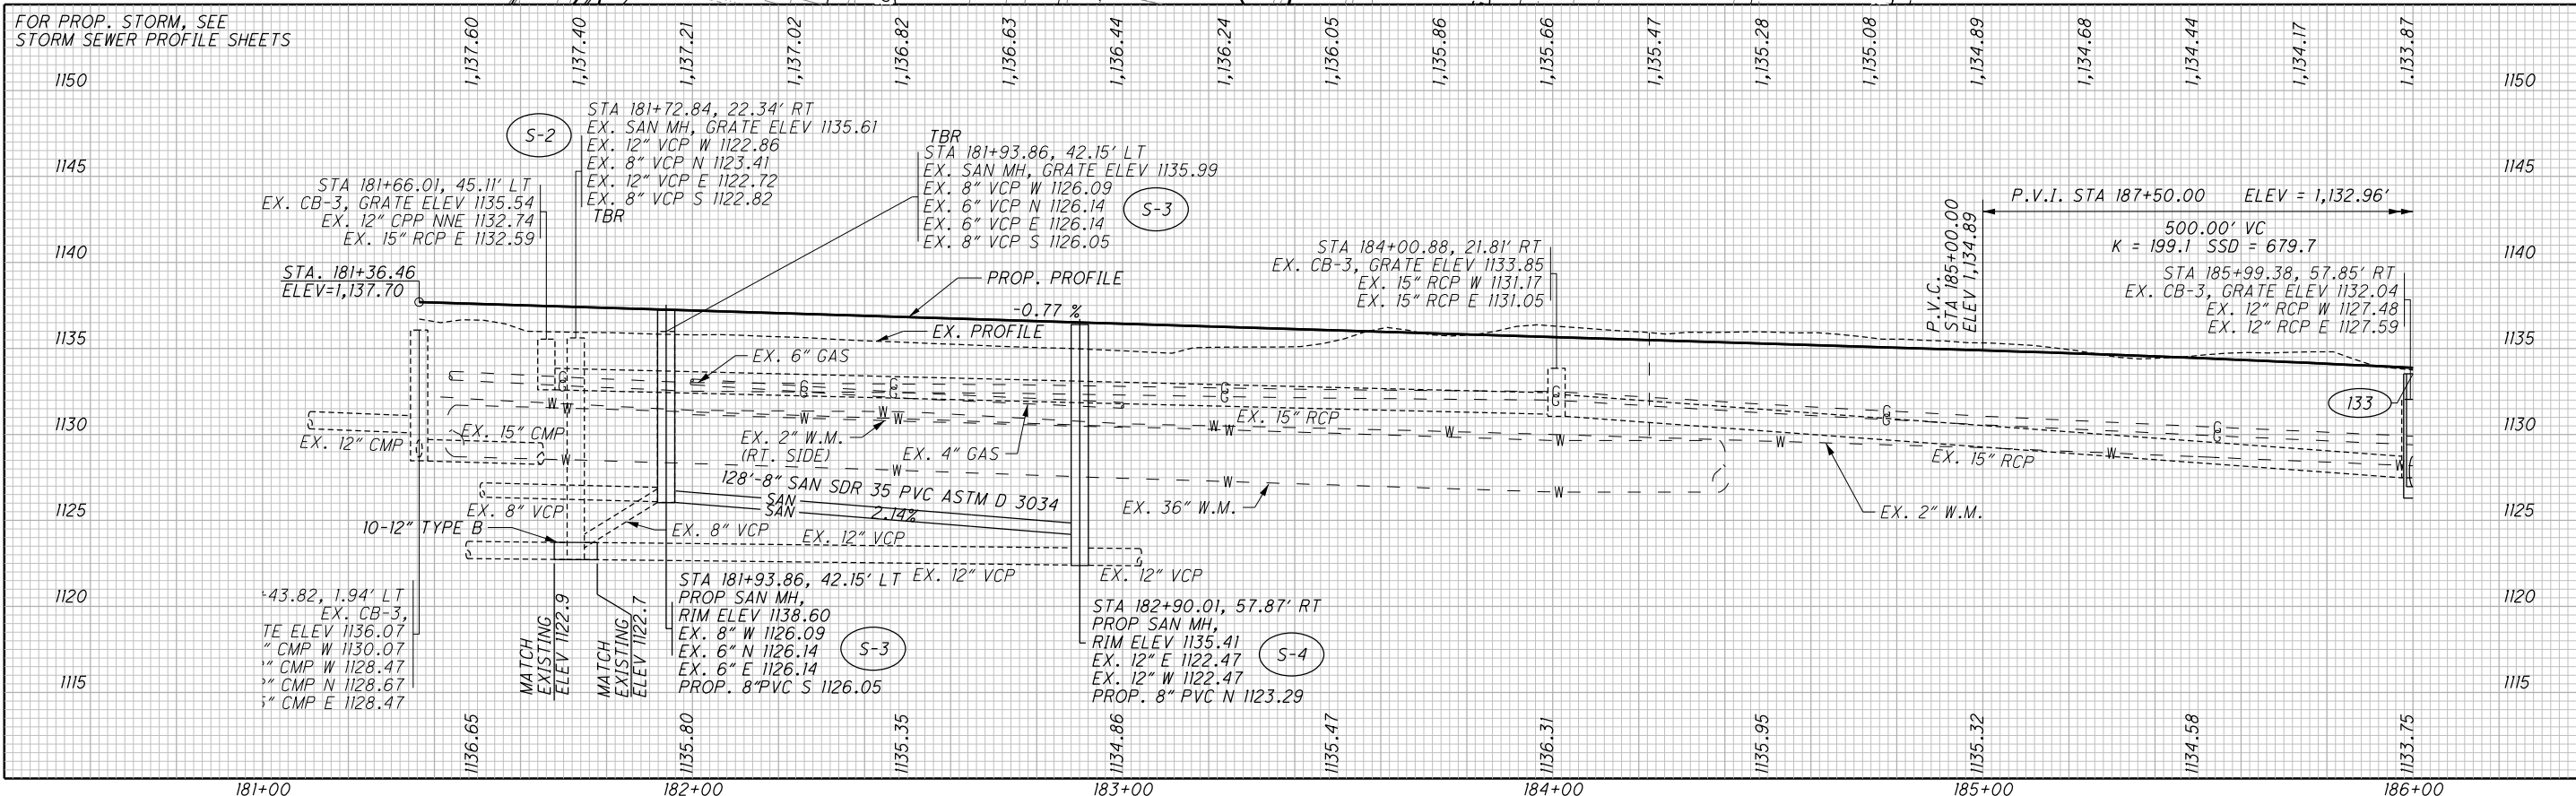 FOR PROP. STORM, SEE
STORM SEWER PROFILE SHEETS
1,137.60
1,137.40
1,137.21
1,137.02
1,136.82
1,136.63
1,136.44
1,136.24
1,136.05
1,135.86
1,135.66
1,135.47
1,135.28
1,135.08
1,134.89
1,134.68
1,134.44
1,134.17
1,133.87
1150
1145
1140
1135
1130
1125
1120
1115
1150
1145
1140
1135
1130
1125
1120
1115
S-2
STA 181+72.84, 22.34' RT
EX. SAN MH, GRATE ELEV 1135.61
EX. 12" VCP W 1122.86
EX. 8" VCP N 1123.41
EX. 12" VCP E 1122.72
EX. 8" VCP S 1122.82
TBR
STA 181+66.01, 45.11' LT
EX. CB-3, GRATE ELEV 1135.54
EX. 12" CPP NNE 1132.74
EX. 15" RCP E 1132.59
TBR
STA 181+93.86, 42.15' LT
EX. SAN MH, GRATE ELEV 1135.99
EX. 8" VCP W 1126.09
EX. 6" VCP N 1126.14
EX. 6" VCP E 1126.14
EX. 8" VCP S 1126.05
S-3
STA. 181+36.46
ELEV=1,137.70
PROP. PROFILE
-0.77 %
EX. PROFILE
STA 184+00.88, 21.81' RT
EX. CB-3, GRATE ELEV 1133.85
EX. 15" RCP W 1131.17
EX. 15" RCP E 1131.05
P.V.C.
STA 185+00.00
ELEV 1,134.89
P.V.I. STA 187+50.00 ELEV = 1,132.96'
500.00' VC
K = 199.1 SSD = 679.7
STA 185+99.38, 57.85' RT
EX. CB-3, GRATE ELEV 1132.04
EX. 12" RCP W 1127.48
EX. 12" RCP E 1127.59
133
EX. 6" GAS
EX. 12" CMP
EX. 15" CMP
EX. 2" W.M.
(RT. SIDE)
EX. 4" GAS
EX. 15" RCP
EX. 15" RCP
EX. 2" W.M.
EX. 36" W.M.
128'-8" SAN SDR 35 PVC ASTM D 3034
SAN
SAN
2.14%
EX. 8" VCP
10-12" TYPE B
EX. 8" VCP
EX. 12" VCP
EX. 12" VCP
EX. 12" VCP
43.82, 1.94' LT
EX. CB-3,
TE ELEV 1136.07
" CMP W 1130.07
" CMP W 1128.47
" CMP N 1128.67
" CMP E 1128.47
MATCH
EXISTING
ELEV 1122.9
MATCH
EXISTING
ELEV 1122.7
STA 181+93.86, 42.15' LT
PROP SAN MH,
RIM ELEV 1138.60
EX. 8" W 1126.09
EX. 6" N 1126.14
EX. 6" E 1126.14
PROP. 8"PVC S 1126.05
S-3
STA 182+90.01, 57.87' RT
PROP SAN MH,
RIM ELEV 1135.41
EX. 12" E 1122.47
EX. 12" W 1122.47
PROP. 8" PVC N 1123.29
S-4
1136.65
1135.80
1135.35
1134.86
1135.47
1136.31
1135.95
1135.32
1134.58
1133.75
181+00
182+00
183+00
184+00
185+00
186+00